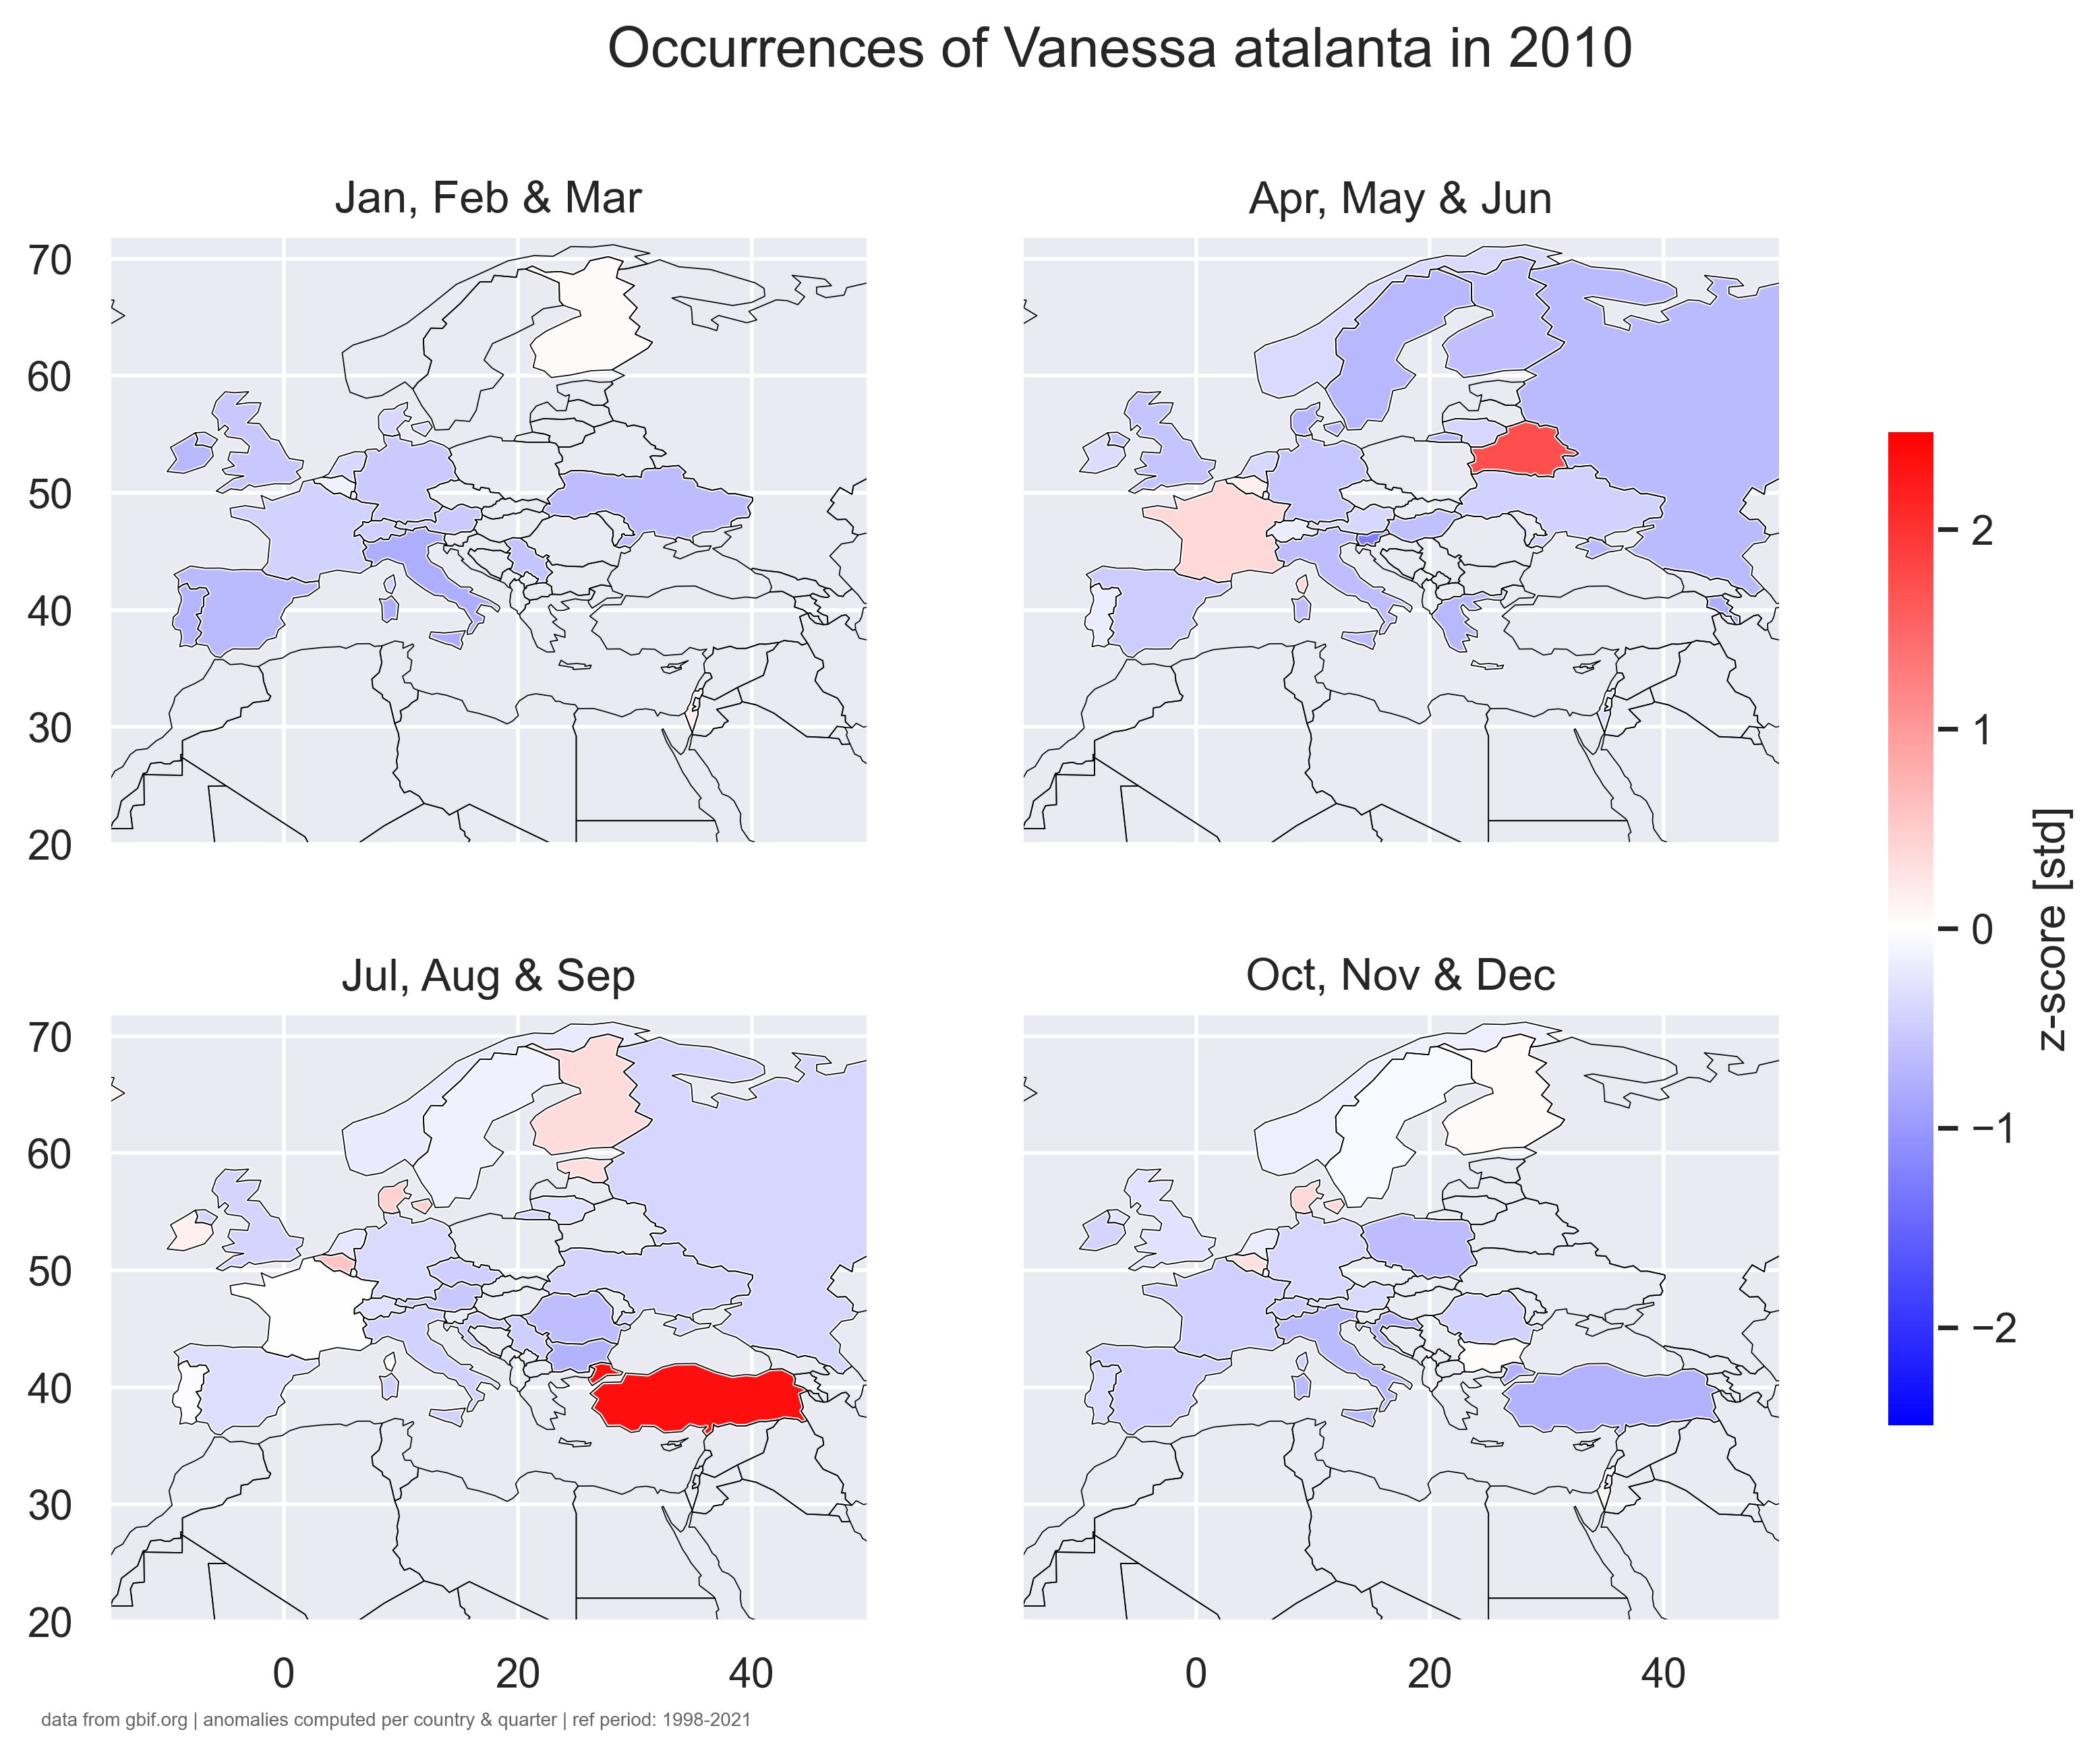 Occurrences of Vanessa atalanta in 2010
Jan, Feb & Mar
Apr, May & Jun
70
60
50
40
30
20
Jul, Aug & Sep
Oct, Nov & Dec
70
60
50
40
30
20
0 20 40
0 20 40
2
1
0
−1
−2
z-score [std]
data from gbif.org | anomalies computed per country & quarter | ref period: 1998-2021